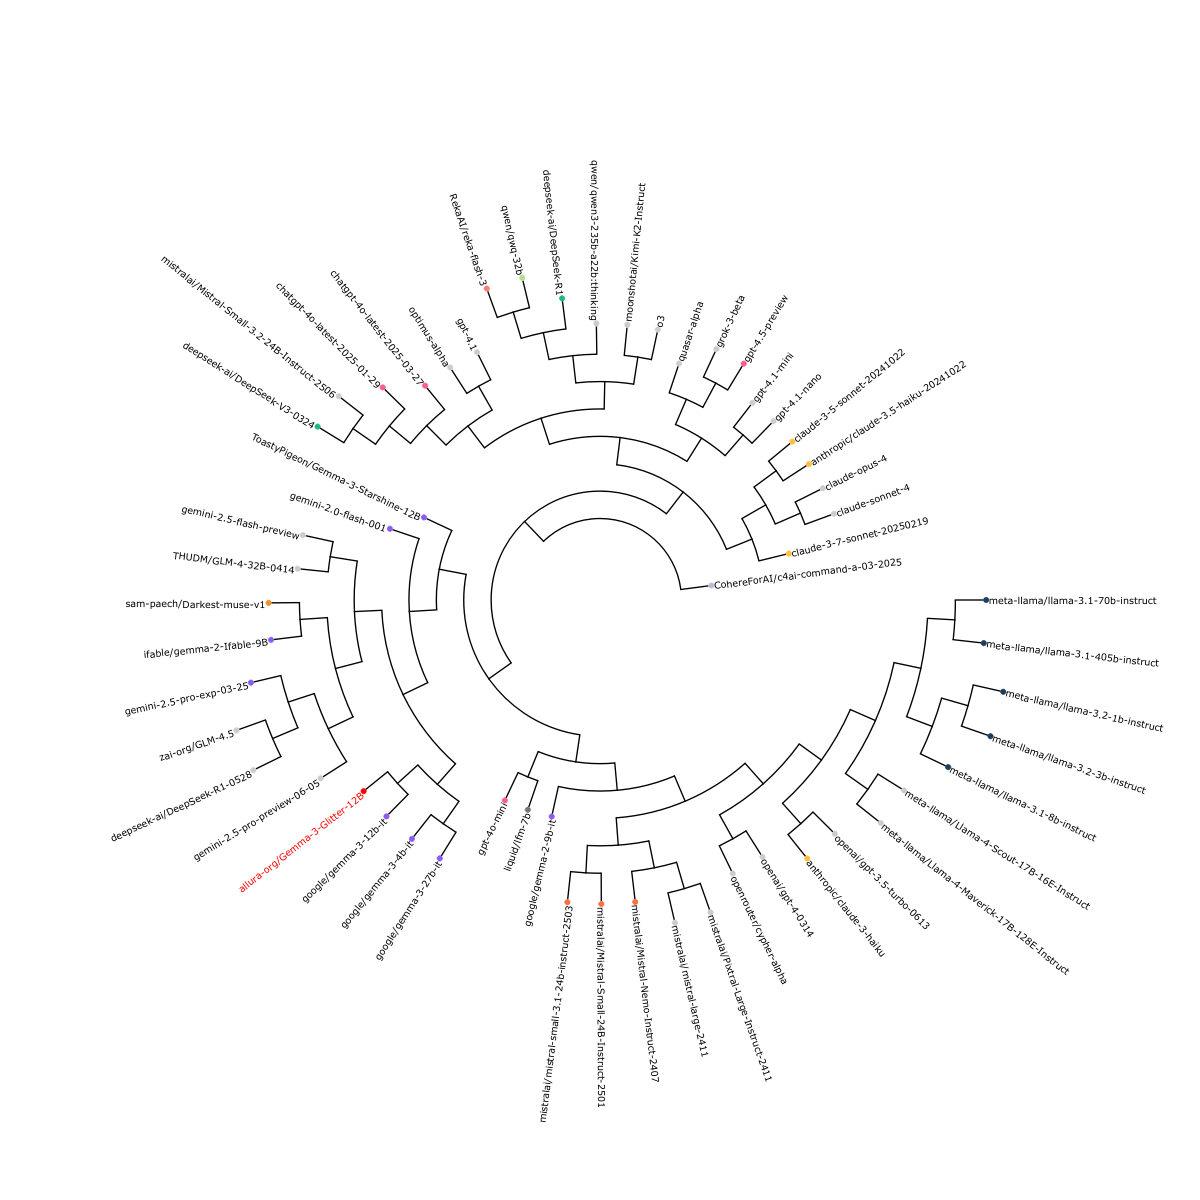 qwen/qwen3-235b-a22b:thinking
moonshotai/Kimi-K2-Instruct
o3
quasar-alpha
grok-3-beta
gpt-4.5-preview
gpt-4.1-mini
gpt-4.1-nano
claude-3-5-sonnet-20241022
anthropic/claude-3.5-haiku-20241022
claude-opus-4
claude-sonnet-4
claude-3-7-sonnet-20250219
CohereForAI/c4ai-command-a-03-2025
meta-llama/llama-3.1-70b-instruct
meta-llama/llama-3.1-405b-instruct
meta-llama/llama-3.2-1b-instruct
meta-llama/llama-3.2-3b-instruct
meta-llama/llama-3.1-8b-instruct
meta-llama/Llama-4-Scout-17B-16E-Instruct
meta-llama/Llama-4-Maverick-17B-128E-Instruct
openai/gpt-3.5-turbo-0613
anthropic/claude-3-haiku
openai/gpt-4-0314
openrouter/cypher-alpha
mistralai/Pixtral-Large-Instruct-2411
mistralai/mistral-large-2411
mistralai/Mistral-Nemo-Instruct-2407
mistralai/Mistral-Small-24B-Instruct-2501
mistralai/mistral-small-3.1-24b-instruct-2503
google/gemma-2-9b-it
liquid/lfm-7b
gpt-4o-mini
google/gemma-3-27b-it
google/gemma-3-4b-it
google/gemma-3-12b-it
allura-org/Gemma-3-Glitter-12B
gemini-2.5-pro-preview-06-05
deepseek-ai/DeepSeek-R1-0528
zai-org/GLM-4.5
gemini-2.5-pro-exp-03-25
ifable/gemma-2-Ifable-9B
sam-paech/Darkest-muse-v1
THUDM/GLM-4-32B-0414
gemini-2.5-flash-preview
gemini-2.0-flash-001
ToastyPigeon/Gemma-3-Starshine-12B
deepseek-ai/DeepSeek-V3-0324
mistralai/Mistral-Small-3.2-24B-Instruct-2506
chatgpt-4o-latest-2025-01-29
chatgpt-4o-latest-2025-03-27
optimus-alpha
gpt-4.1
RekaAI/reka-flash-3
qwen/qwq-32b
deepseek-ai/DeepSeek-R1